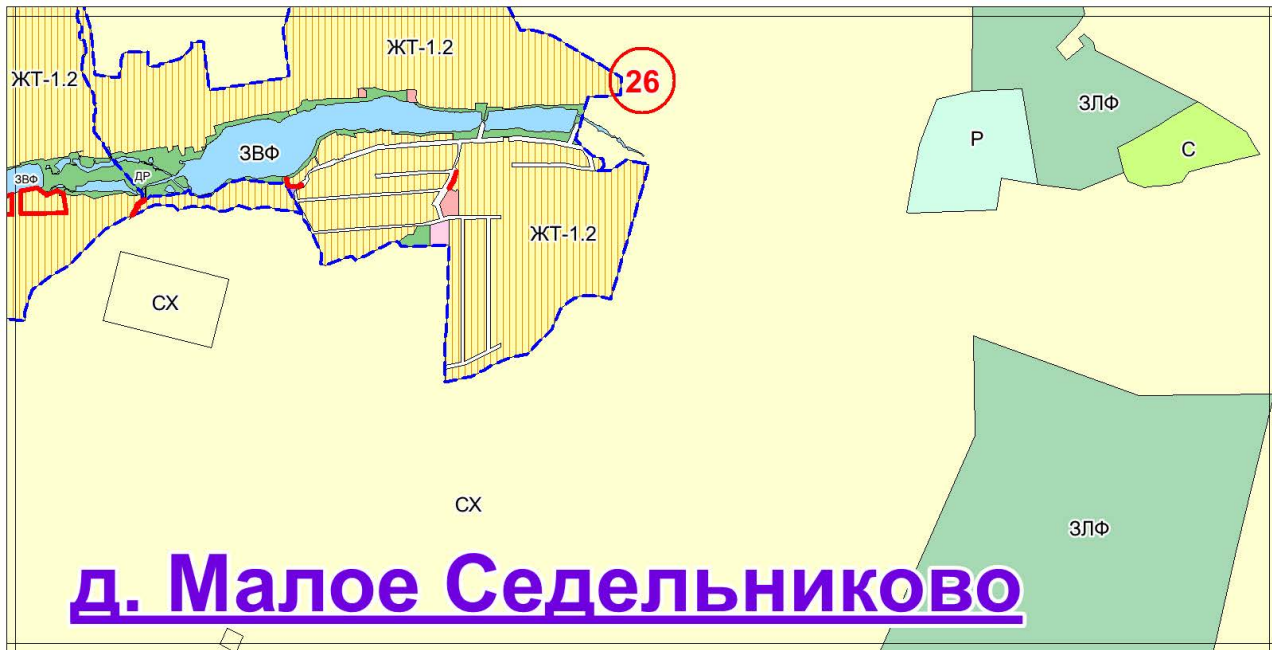 ЖТ-1.2
ЖТ-1.2
26
ЗЛФ
Р
С
ЗВФ
ЗВФ
ДР
ЖТ-1.2
СХ
СХ
ЗЛФ
д. Малое Седельниково